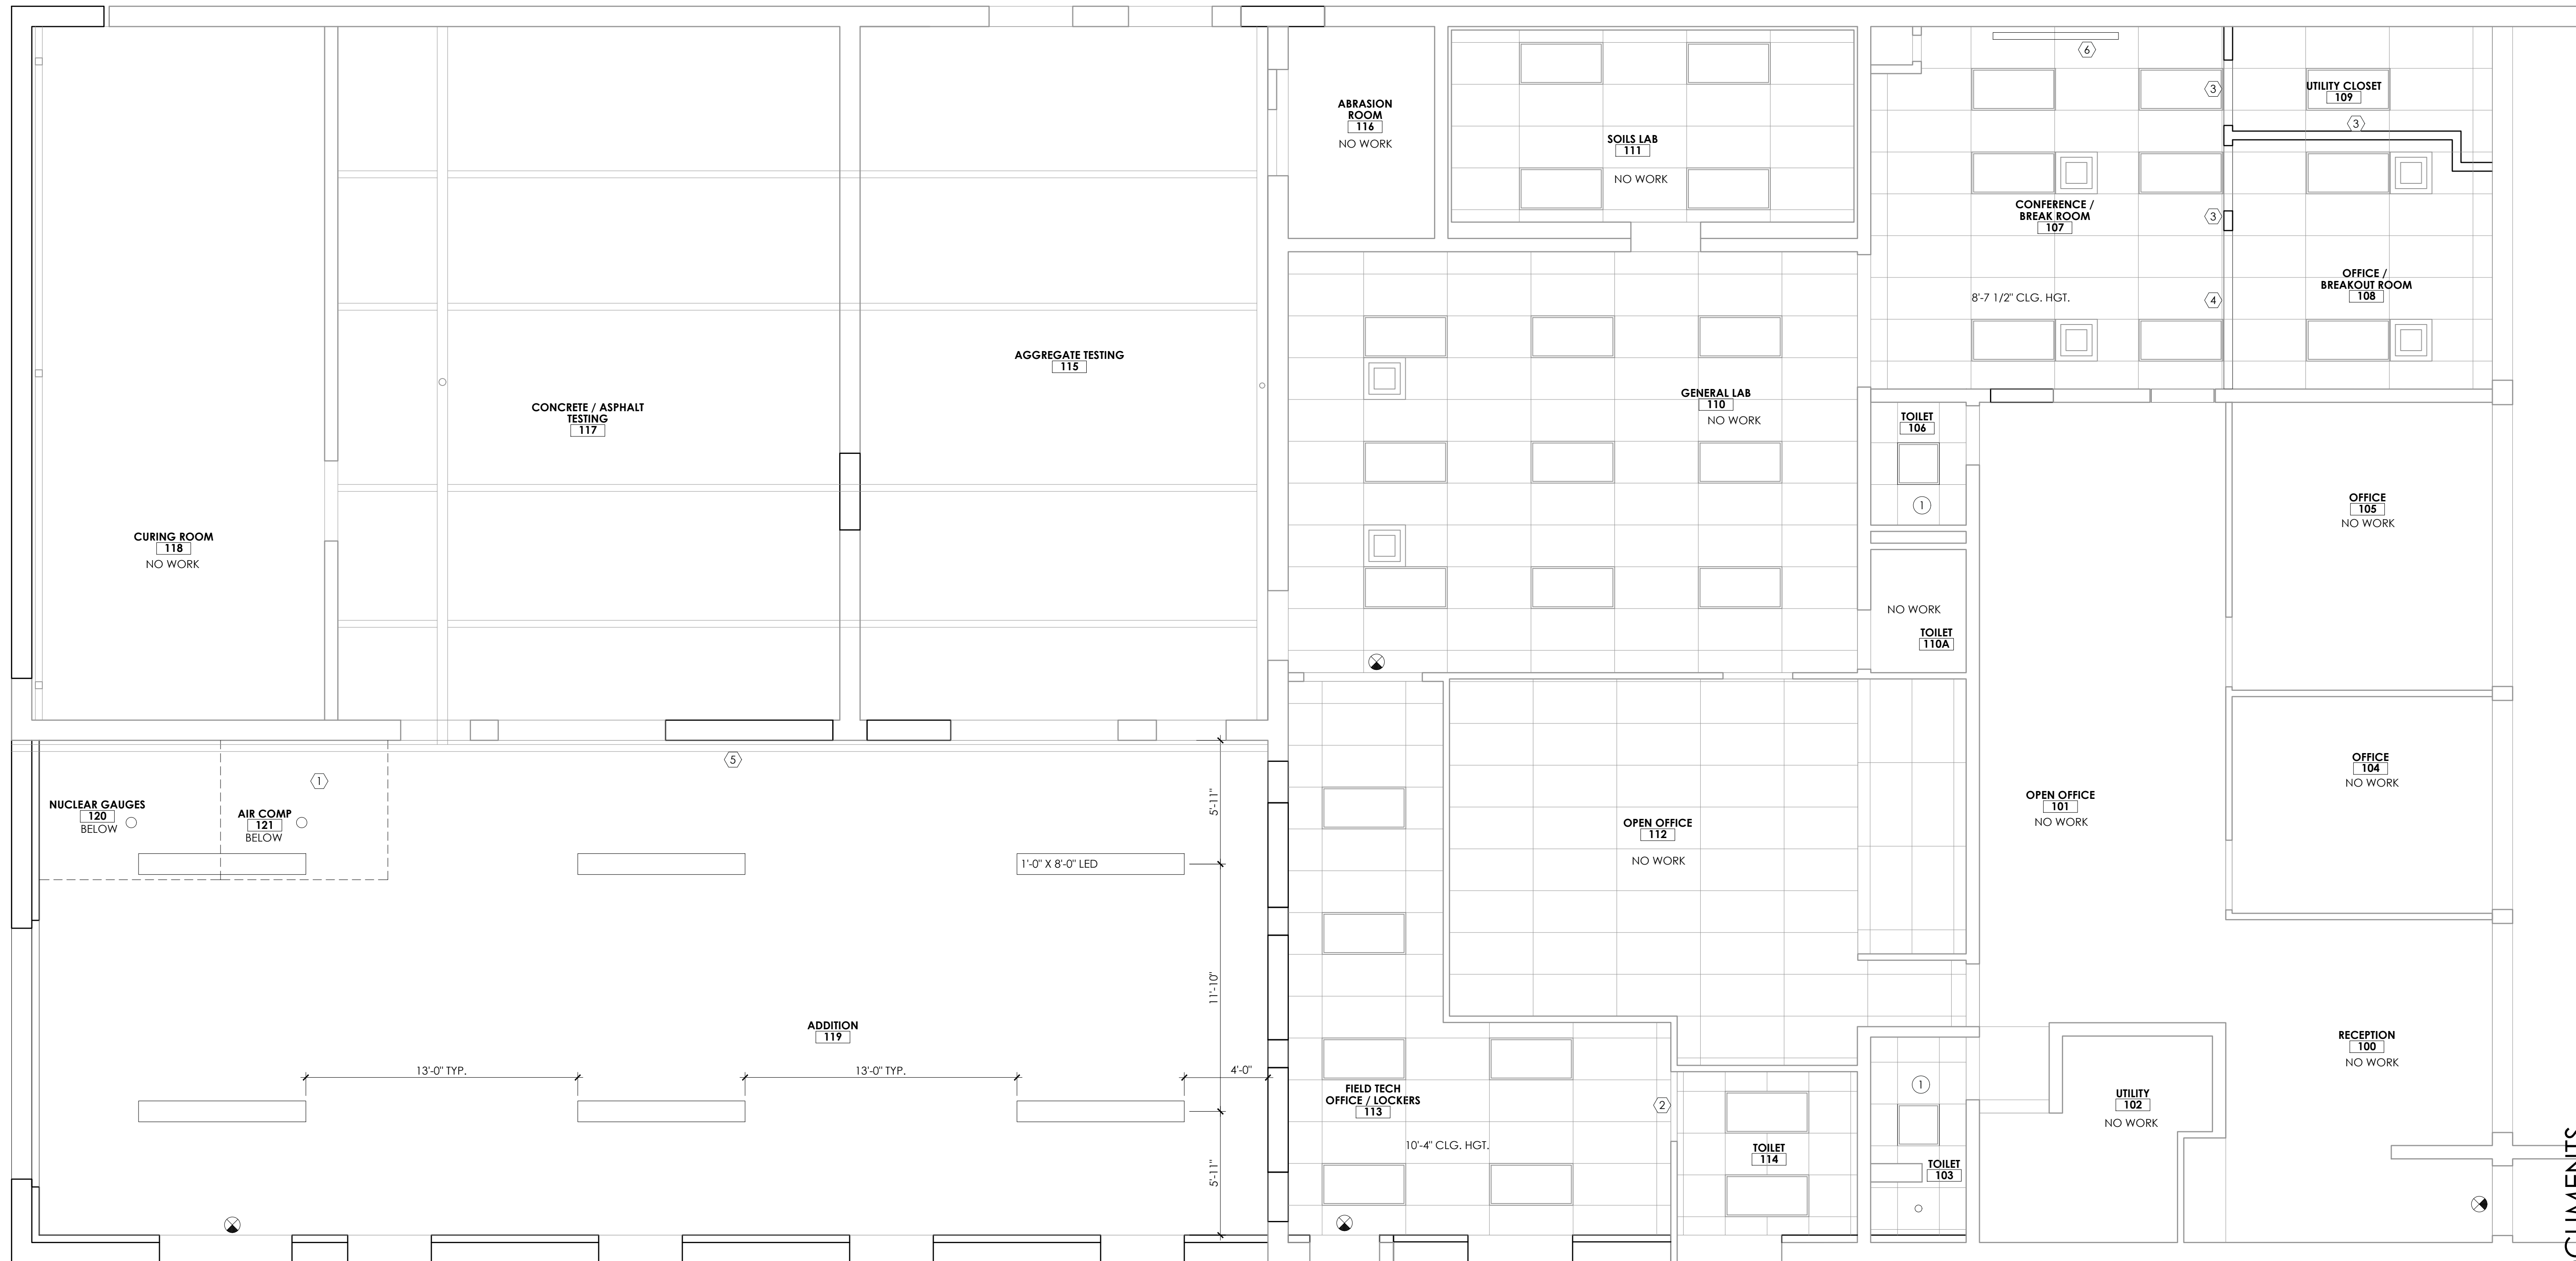 6
3
UTILITY CLOSET
109
3
ABRASION
ROOM
116
NO WORK
SOILS LAB
111
NO WORK
CONFERENCE /
BREAK ROOM
107
3
OFFICE /
BREAKOUT ROOM
108
8'-7 1/2" CLG. HGT.
4
AGGREGATE TESTING
115
CONCRETE / ASPHALT
TESTING
117
GENERAL LAB
110
NO WORK
TOILET
106
1
OFFICE
105
NO WORK
CURING ROOM
118
NO WORK
NO WORK
TOILET
110A
5
1
NUCLEAR GAUGES
120
BELOW
AIR COMP
121
BELOW
5'-11"
1'-0" X 8'-0" LED
OFFICE
104
NO WORK
OPEN OFFICE
101
NO WORK
OPEN OFFICE
112
NO WORK
11'-10"
ADDITION
119
13'-0" TYP.
13'-0" TYP.
4'-0"
RECEPTION
100
NO WORK
FIELD TECH
OFFICE / LOCKERS
113
2
1
UTILITY
102
NO WORK
10'-4" CLG. HGT.
TOILET
114
TOILET
103
5'-11"